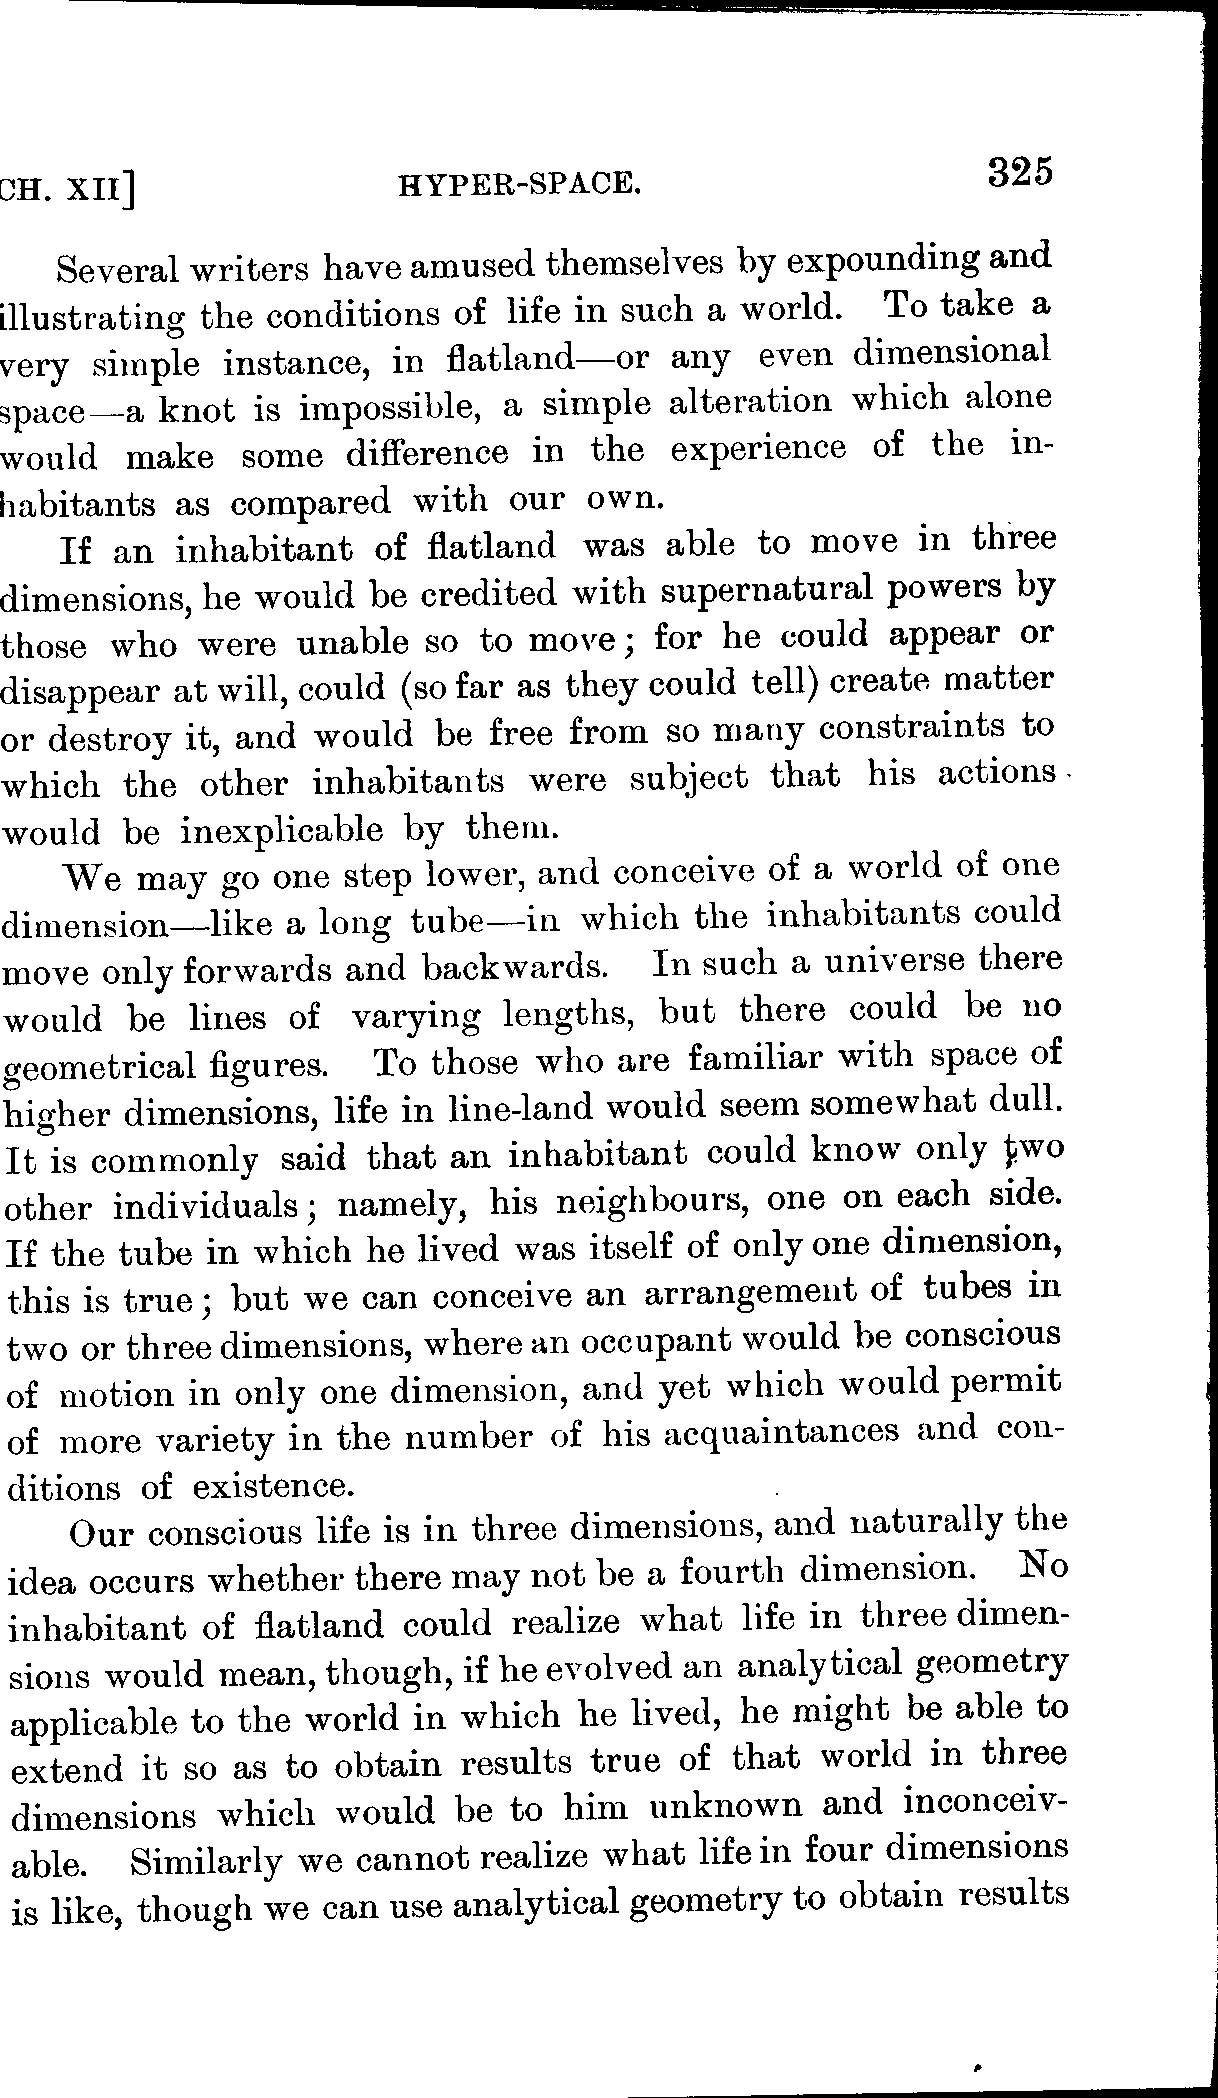 CH. XII] HYPER-SPACE. 325
Several writers have amused themselves by expounding and
illustrating the conditions of life in such a world. To take a
very simple instance, in flatland—or any even dimensional
space—a knot is impossible, a simple alteration which alone
would make some difference in the experience of the in-
habitants as compared with our own.
If an inhabitant of flatland was able to move in three
dimensions, he would be credited with supernatural powers by
those who were unable so to move; for he could appear or
disappear at will, could (so far as they could tell) create matter
or destroy it, and would be free from so many constraints to
which the other inhabitants were subject that his actions
would be inexplicable by them.
We may go one step lower, and conceive of a world of one
dimension—like a long tube—in which the inhabitants could
move only forwards and backwards. In such a universe there
would be lines of varying lengths, but there could be no
geometrical figures. To those who are familiar with space of
higher dimensions, life in line-land would seem somewhat dull.
It is commonly said that an inhabitant could know only two
other individuals; namely, his neighbours, one on each side.
If the tube in which he lived was itself of only one dimension,
this is true; but we can conceive an arrangement of tubes in
two or three dimensions, where an occupant would be conscious
of motion in only one dimension, and yet which would permit
of more variety in the number of his acquaintances and con-
ditions of existence.
Our conscious life is in three dimensions, and naturally the
idea occurs whether there may not be a fourth dimension. No
inhabitant of flatland could realize what life in three dimen-
sions would mean, though, if he evolved an analytical geometry
applicable to the world in which he lived, he might be able to
extend it so as to obtain results true of that world in three
dimensions which would be to him unknown and inconceiv-
able. Similarly we cannot realize what life in four dimensions
is like, though we can use analytical geometry to obtain results